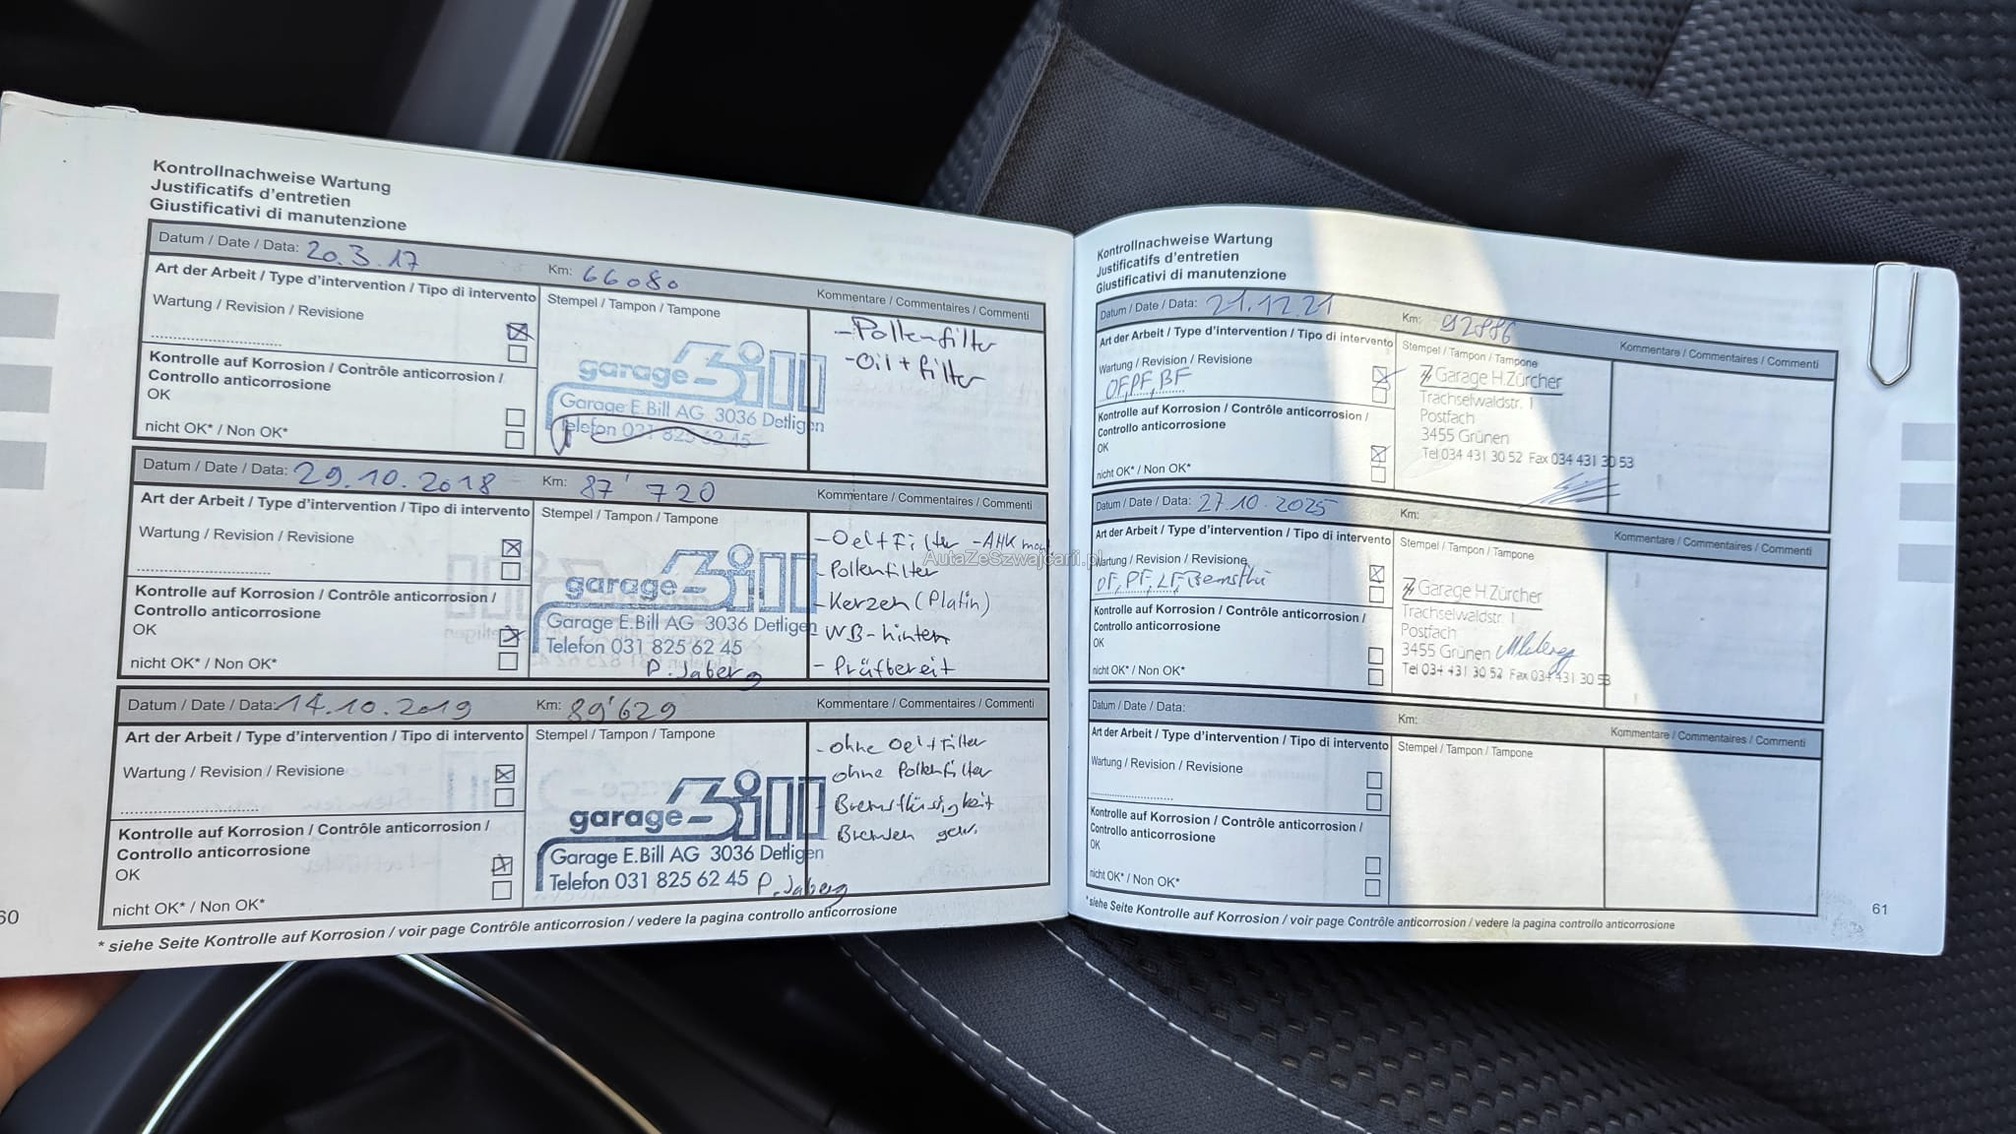 Kontrollnachweise Wartung
Justificatifs d'entretien
Giustificativi di manutenzione
Datum / Date / Data: 20.3.17 Km: 66080
Kommentare / Commentaires / Commenti
Art der Arbeit / Type d'intervention / Tipo di intervento
Stempel / Tampon / Tampone
Wartung / Revision / Revisione
- Pollenfilter
- Oil + filter
garage Bill
Garage E. Bill AG 3036 Detligen
Telefon 031 825 62 45
Kontrolle auf Korrosion / Contrôle anticorrosion /
Controllo anticorrosione
OK
nicht OK* / Non OK*
Datum / Date / Data: 29.10.2018 Km: 87'720
Kommentare / Commentaires / Commenti
Art der Arbeit / Type d'intervention / Tipo di intervento
Stempel / Tampon / Tampone
Wartung / Revision / Revisione
- Oel + Filter - AHK
- Pollenfilter
- Kerzen (Platin)
- WB - hinten
- Prüfbereit
garage Bill
Garage E. Bill AG 3036 Detligen
Telefon 031 825 62 45
P. Jaberg
Kontrolle auf Korrosion / Contrôle anticorrosion /
Controllo anticorrosione
OK
nicht OK* / Non OK*
Datum / Date / Data: 14.10.2019 Km: 89'629
Kommentare / Commentaires / Commenti
Art der Arbeit / Type d'intervention / Tipo di intervento
Stempel / Tampon / Tampone
Wartung / Revision / Revisione
- ohne Oel + Filter
ohne Pollenfilter
- Bremsflüssigkeit
- Bremsen gew.
garage Bill
Garage E. Bill AG 3036 Detligen
Telefon 031 825 62 45 P. Jaberg
Kontrolle auf Korrosion / Contrôle anticorrosion /
Controllo anticorrosione
OK
nicht OK* / Non OK*
* siehe Seite Kontrolle auf Korrosion / voir page Contrôle anticorrosion / vedere la pagina controllo anticorrosione
60
AutaZeSzwajcarii.pl
Kontrollnachweise Wartung
Justificatifs d'entretien
Giustificativi di manutenzione
Datum / Date / Data: 21.12.21 Km: 92886
Kommentare / Commentaires / Commenti
Art der Arbeit / Type d'intervention / Tipo di intervento
Stempel / Tampon / Tampone
Wartung / Revision / Revisione
OF, PF, BF
Garage H. Zürcher
Trachselwaldstr. 1
Postfach
3455 Grünen
Tel 034 431 30 52 Fax 034 431 30 53
Kontrolle auf Korrosion / Contrôle anticorrosion /
Controllo anticorrosione
OK
nicht OK* / Non OK*
Datum / Date / Data: 27.10.2025 Km:
Kommentare / Commentaires / Commenti
Art der Arbeit / Type d'intervention / Tipo di intervento
Stempel / Tampon / Tampone
Wartung / Revision / Revisione
OF, PF, LF,
Garage H. Zürcher
Trachselwaldstr. 1
Postfach
3455 Grünen
Tel 034 431 30 52 Fax 034 431 30 53
Kontrolle auf Korrosion / Contrôle anticorrosion /
Controllo anticorrosione
OK
nicht OK* / Non OK*
Datum / Date / Data: Km:
Kommentare / Commentaires / Commenti
Art der Arbeit / Type d'intervention / Tipo di intervento
Stempel / Tampon / Tampone
Wartung / Revision / Revisione
Kontrolle auf Korrosion / Contrôle anticorrosion /
Controllo anticorrosione
OK
nicht OK* / Non OK*
* siehe Seite Kontrolle auf Korrosion / voir page Contrôle anticorrosion / vedere la pagina controllo anticorrosione
61